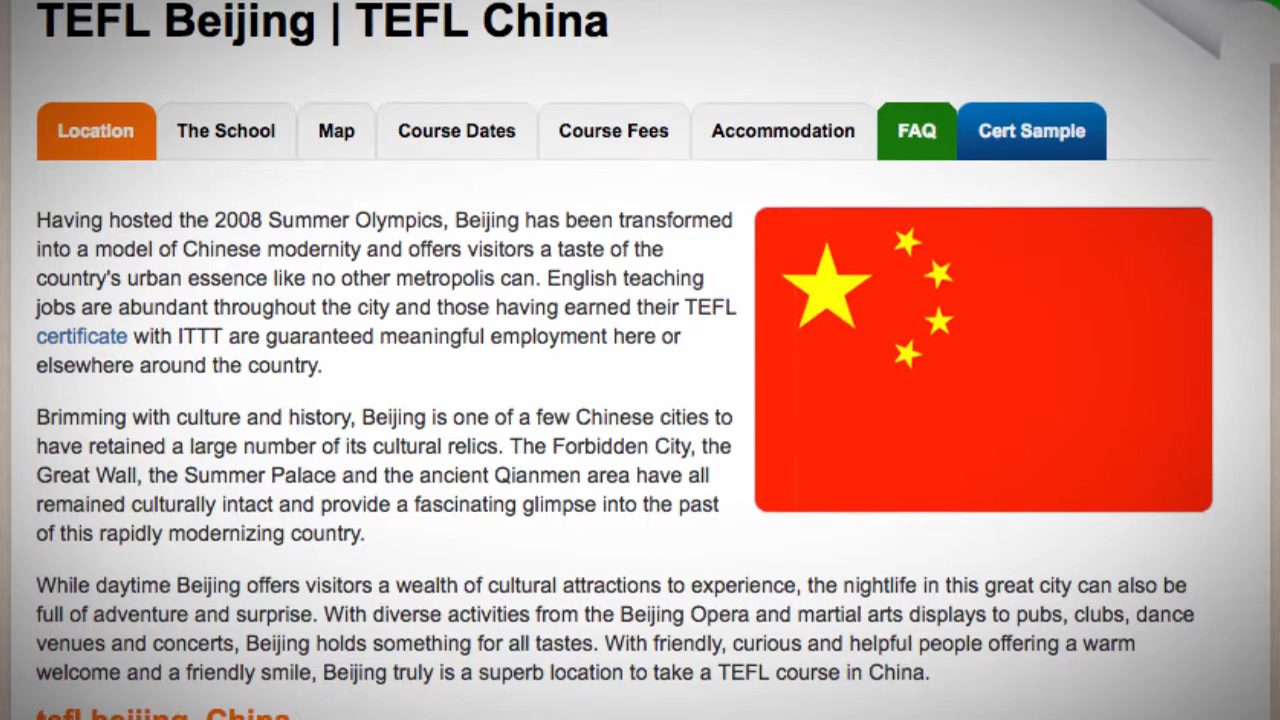 TEFL Beijing | TEFL China
Location The School Map Course Dates Course Fees Accommodation FAQ Cert Sample
Having hosted the 2008 Summer Olympics, Beijing has been transformed
into a model of Chinese modernity and offers visitors a taste of the
country's urban essence like no other metropolis can. English teaching
jobs are abundant throughout the city and those having earned their TEFL
certificate with ITTT are guaranteed meaningful employment here or
elsewhere around the country.
Brimming with culture and history, Beijing is one of a few Chinese cities to
have retained a large number of its cultural relics. The Forbidden City, the
Great Wall, the Summer Palace and the ancient Qianmen area have all
remained culturally intact and provide a fascinating glimpse into the past
of this rapidly modernizing country.
While daytime Beijing offers visitors a wealth of cultural attractions to experience, the nightlife in this great city can also be
full of adventure and surprise. With diverse activities from the Beijing Opera and martial arts displays to pubs, clubs, dance
venues and concerts, Beijing holds something for all tastes. With friendly, curious and helpful people offering a warm
welcome and a friendly smile, Beijing truly is a superb location to take a TEFL course in China.
tefl beijing, China